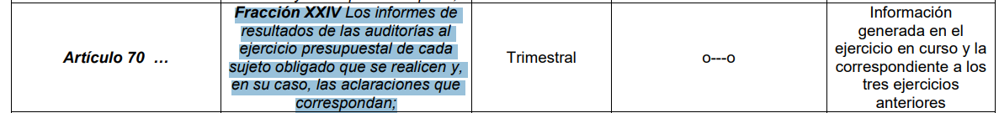 Artículo 70 …
Fracción XXIV Los informes de
resultados de las auditorías al
ejercicio presupuestal de cada
sujeto obligado que se realicen y,
en su caso, las aclaraciones que
correspondan;
Trimestral
o---o
Información
generada en el
ejercicio en curso y la
correspondiente a los
tres ejercicios
anteriores